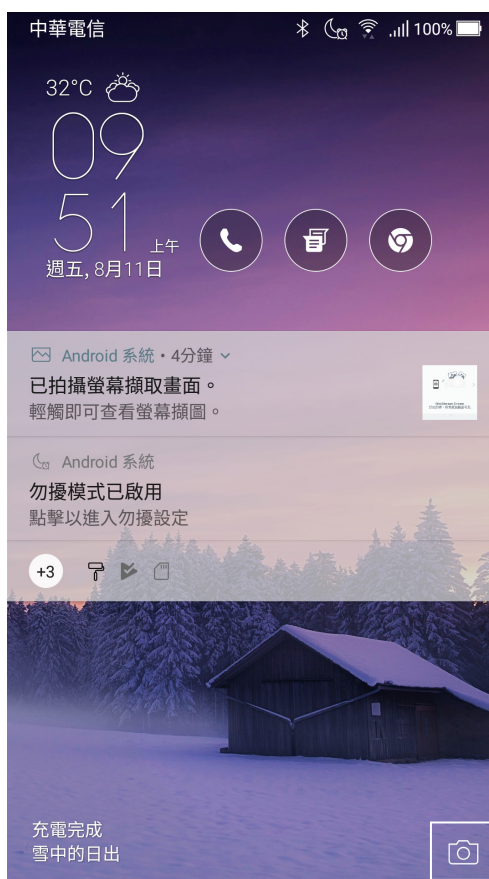 中華電信
100%
32°C
09
51 上午
週五, 8月11日
Android 系統・4分鐘
已拍攝螢幕擷取畫面。
輕觸即可查看螢幕擷圖。
Android 系統
勿擾模式已啟用
點擊以進入勿擾設定
+3
充電完成
雪中的日出